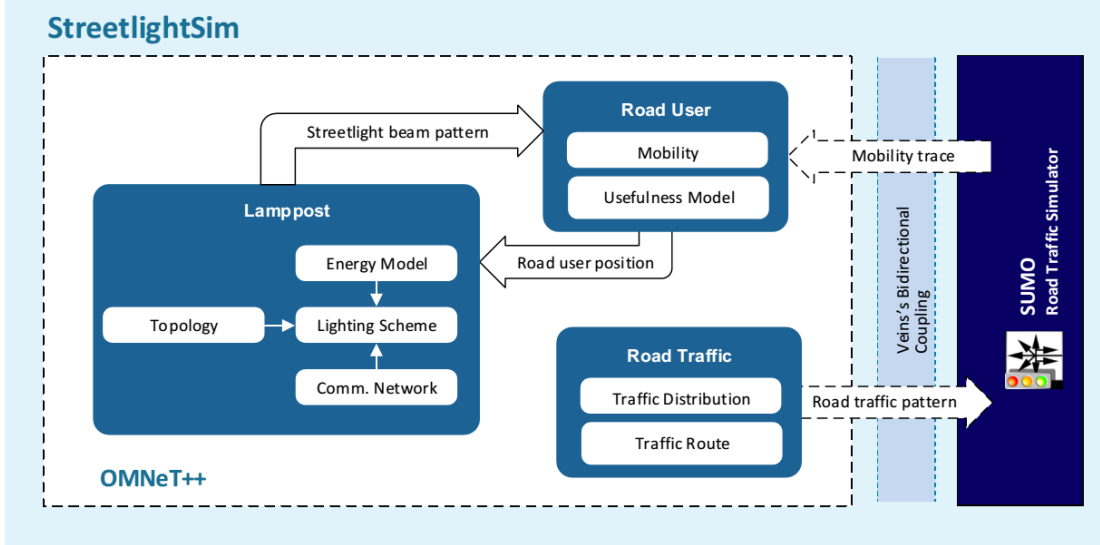 StreetlightSim
Road User
Mobility
Usefulness Model
Streetlight beam pattern
Mobility trace
Lamppost
Energy Model
Topology
Lighting Scheme
Comm. Network
Road user position
Road Traffic
Traffic Distribution
Traffic Route
Road traffic pattern
Veins's Bidirectional
Coupling
SUMO
Road Traffic Simulator
OMNeT++